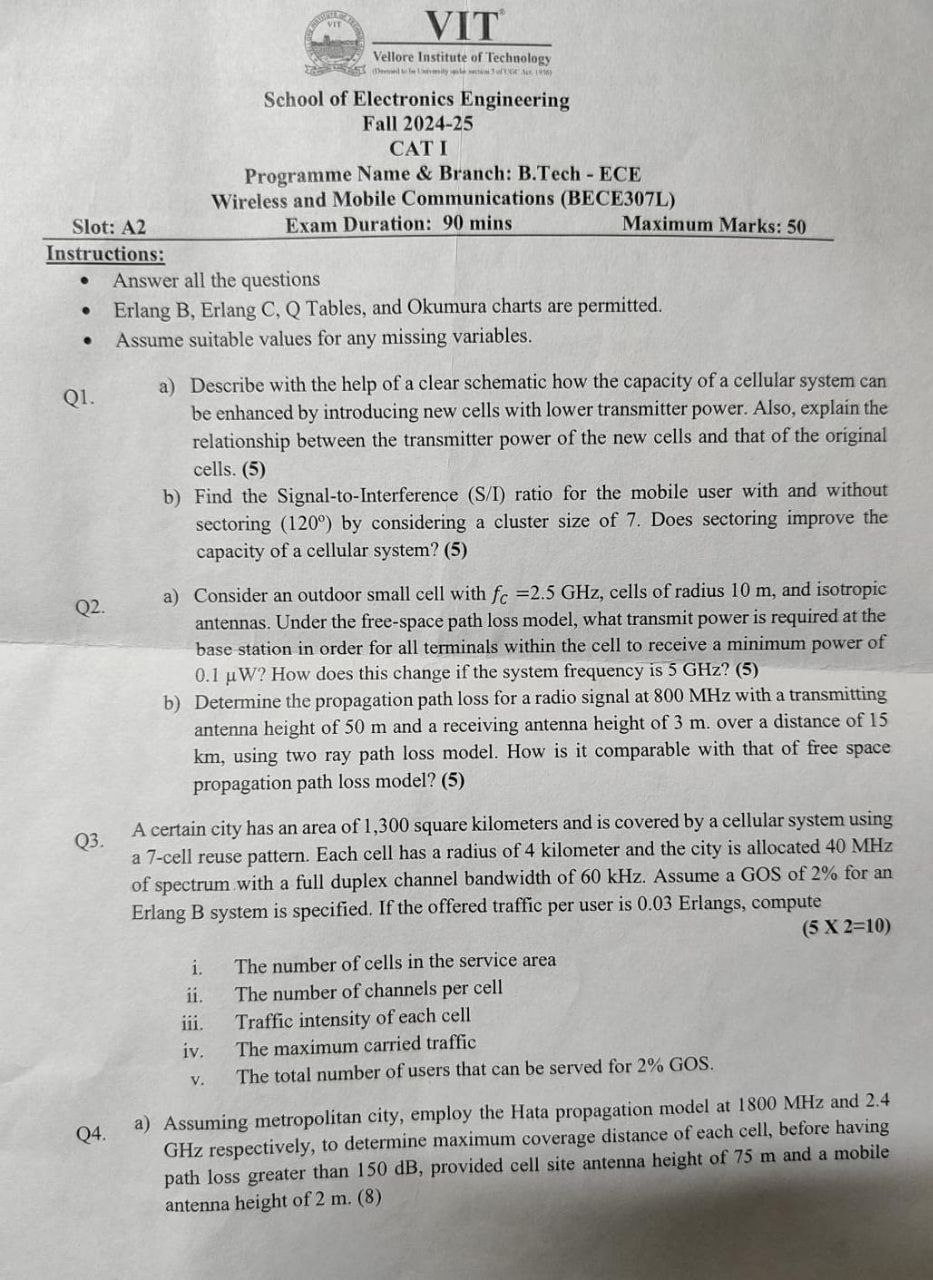 VIT
VIT
Vellore Institute of Technology
(Deemed to be University under section 3 of UGC Act, 1956)
School of Electronics Engineering
Fall 2024-25
CAT I
Programme Name & Branch: B.Tech - ECE
Wireless and Mobile Communications (BECE307L)
Slot: A2 Exam Duration: 90 mins Maximum Marks: 50
Instructions:
• Answer all the questions
• Erlang B, Erlang C, Q Tables, and Okumura charts are permitted.
• Assume suitable values for any missing variables.
Q1. a) Describe with the help of a clear schematic how the capacity of a cellular system can
be enhanced by introducing new cells with lower transmitter power. Also, explain the
relationship between the transmitter power of the new cells and that of the original
cells. (5)
b) Find the Signal-to-Interference (S/I) ratio for the mobile user with and without
sectoring (120º) by considering a cluster size of 7. Does sectoring improve the
capacity of a cellular system? (5)
Q2. a) Consider an outdoor small cell with fc =2.5 GHz, cells of radius 10 m, and isotropic
antennas. Under the free-space path loss model, what transmit power is required at the
base station in order for all terminals within the cell to receive a minimum power of
0.1 µW? How does this change if the system frequency is 5 GHz? (5)
b) Determine the propagation path loss for a radio signal at 800 MHz with a transmitting
antenna height of 50 m and a receiving antenna height of 3 m. over a distance of 15
km, using two ray path loss model. How is it comparable with that of free space
propagation path loss model? (5)
Q3. A certain city has an area of 1,300 square kilometers and is covered by a cellular system using
a 7-cell reuse pattern. Each cell has a radius of 4 kilometer and the city is allocated 40 MHz
of spectrum with a full duplex channel bandwidth of 60 kHz. Assume a GOS of 2% for an
Erlang B system is specified. If the offered traffic per user is 0.03 Erlangs, compute
(5 X 2=10)
i. The number of cells in the service area
ii. The number of channels per cell
iii. Traffic intensity of each cell
iv. The maximum carried traffic
v. The total number of users that can be served for 2% GOS.
Q4. a) Assuming metropolitan city, employ the Hata propagation model at 1800 MHz and 2.4
GHz respectively, to determine maximum coverage distance of each cell, before having
path loss greater than 150 dB, provided cell site antenna height of 75 m and a mobile
antenna height of 2 m. (8)